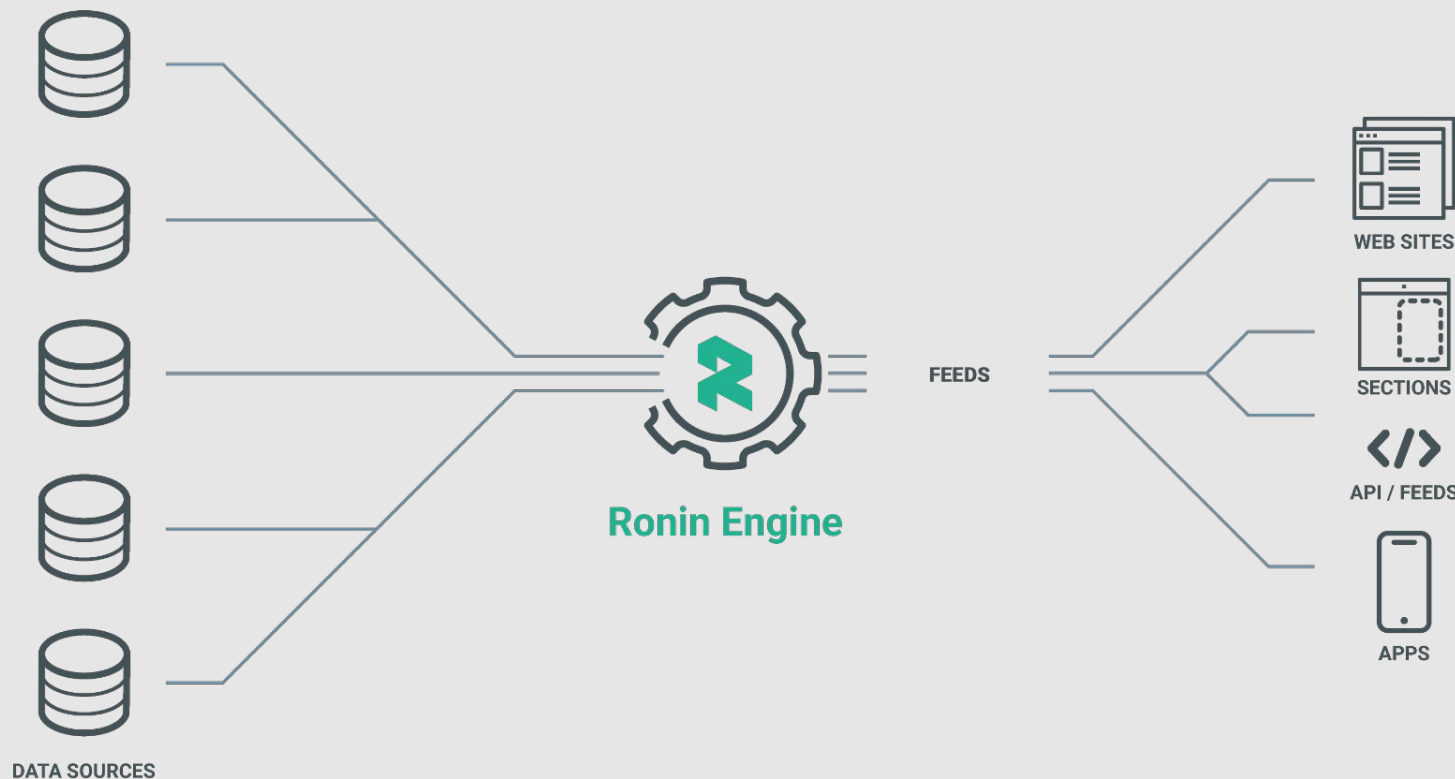 DATA SOURCES
Ronin Engine
FEEDS
WEB SITES
SECTIONS
</>
API / FEEDS
APPS